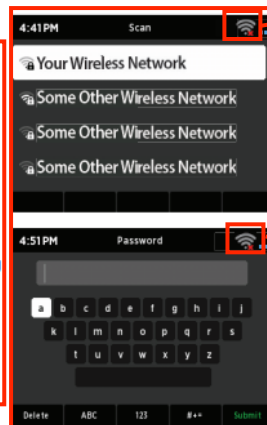 4:41PM Scan
Your Wireless Network
Some Other Wireless Network
Some Other Wireless Network
Some Other Wireless Network
4:51PM Password
a b c d e f g h i j
k l m n o p q r s
t u v w x y z
Delete ABC 123 #+= Submit